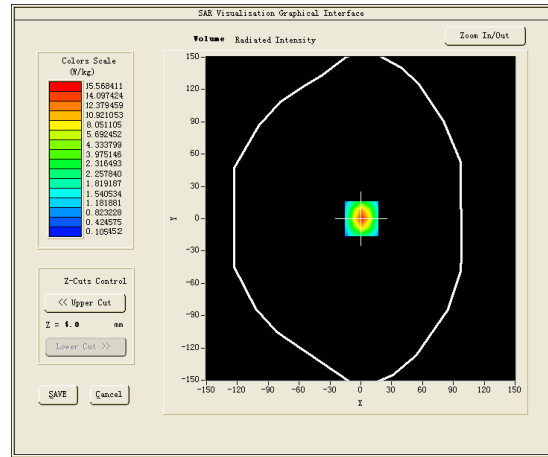 SAR Visualisation Graphical Interface
Volume Radiated Intensity
Zoom In/Out
Colors Scale
(W/kg)
15.568411
14.097424
12.379459
10.921053
8.051105
5.692452
4.333799
3.975146
2.316493
2.257840
1.819187
1.540534
1.181881
0.823228
0.424575
0.105452
150
120
90
60
30
0
-30
-60
-90
-120
-150
Y
-150 -120 -90 -60 -30 0 30 60 90 120 150
X
Z-Cuts Control
<< Upper Cut
Z = 4.0 mm
Lower Cut >>
SAVE Cancel